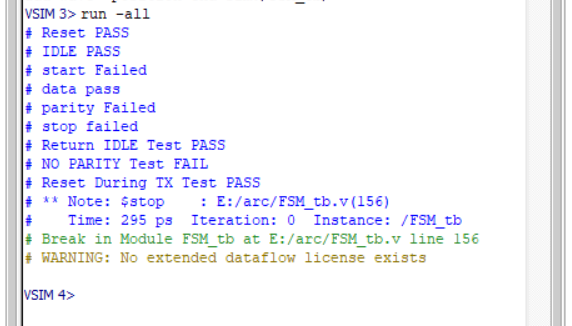 VSIM 3> run -all
# Reset PASS
# IDLE PASS
# start Failed
# data pass
# parity Failed
# stop failed
# Return IDLE Test PASS
# NO PARITY Test FAIL
# Reset During TX Test PASS
# ** Note: $stop    : E:/arc/FSM_tb.v(156)
#    Time: 295 ps  Iteration: 0  Instance: /FSM_tb
# Break in Module FSM_tb at E:/arc/FSM_tb.v line 156
# WARNING: No extended dataflow license exists
VSIM 4>